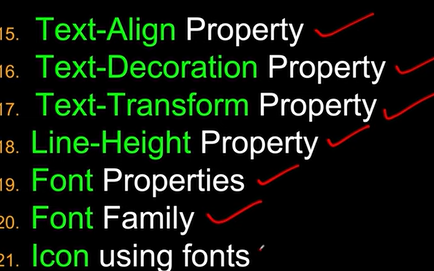 15. Text-Align Property
16. Text-Decoration Property
17. Text-Transform Property
18. Line-Height Property
19. Font Properties
20. Font Family
21. Icon using fonts